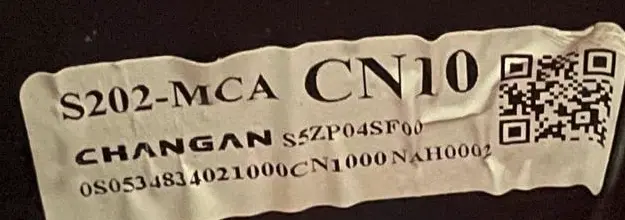 S202-MCA CN10
CHANGAN S5ZP04SF00
0S0534834021000CN1000NAH0002